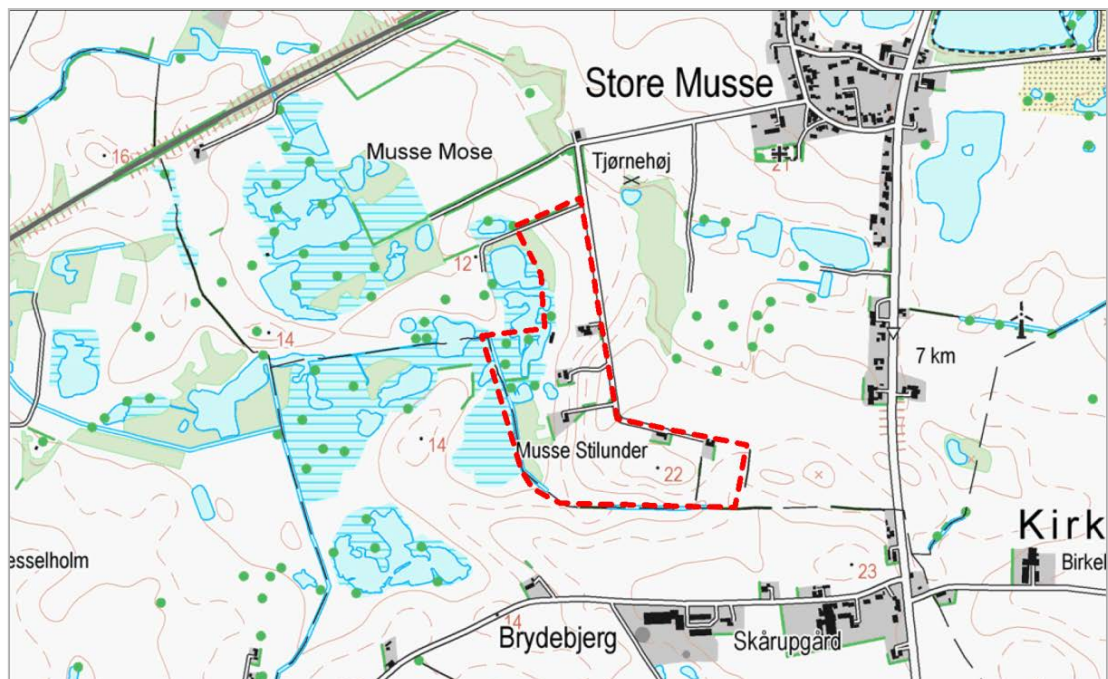 Store Musse
16
Musse Mose
Tjørnehøj
21
12
14
7 km
14
Musse Stilunder
22
Kirk
esselholm
Birkel
23
14
Brydebjerg
Skårupgård